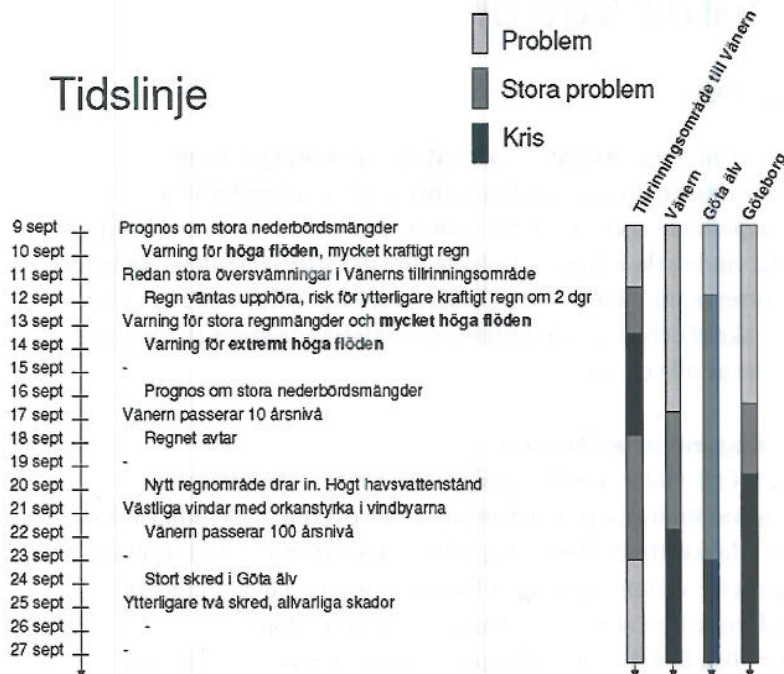 Tidslinje
Problem
Stora problem
Kris
Tillrinningsområde till Vänern
Vänern
Göta älv
Göteborg
9 sept Prognos om stora nederbördsmängder
10 sept Varning för höga flöden, mycket kraftigt regn
11 sept Redan stora översvämningar i Vänerns tillrinningsområde
12 sept Regn väntas upphöra, risk för ytterligare kraftigt regn om 2 dgr
13 sept Varning för stora regnmängder och mycket höga flöden
14 sept Varning för extremt höga flöden
15 sept -
16 sept Prognos om stora nederbördsmängder
17 sept Vänern passerar 10 årsnivå
18 sept Regnet avtar
19 sept -
20 sept Nytt regnområde drar in. Högt havsvattenstånd
21 sept Västliga vindar med orkanstyrka i vindbyarna
22 sept Vänern passerar 100 årsnivå
23 sept -
24 sept Stort skred i Göta älv
25 sept Ytterligare två skred, allvarliga skador
26 sept -
27 sept -